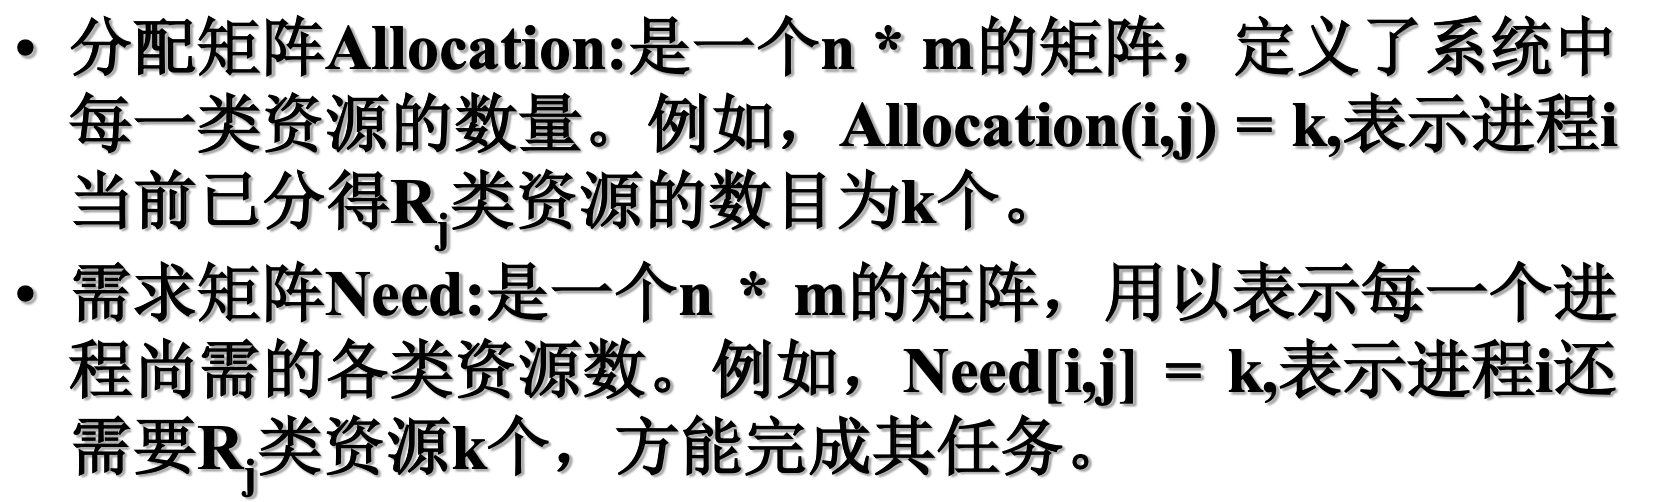 • 分配矩阵Allocation:是一个n * m的矩阵，定义了系统中
每一类资源的数量。例如，Allocation(i,j) = k,表示进程i
当前已分得Rj类资源的数目为k个。
• 需求矩阵Need:是一个n * m的矩阵，用以表示每一个进
程尚需的各类资源数。例如，Need[i,j] = k,表示进程i还
需要Rj类资源k个，方能完成其任务。